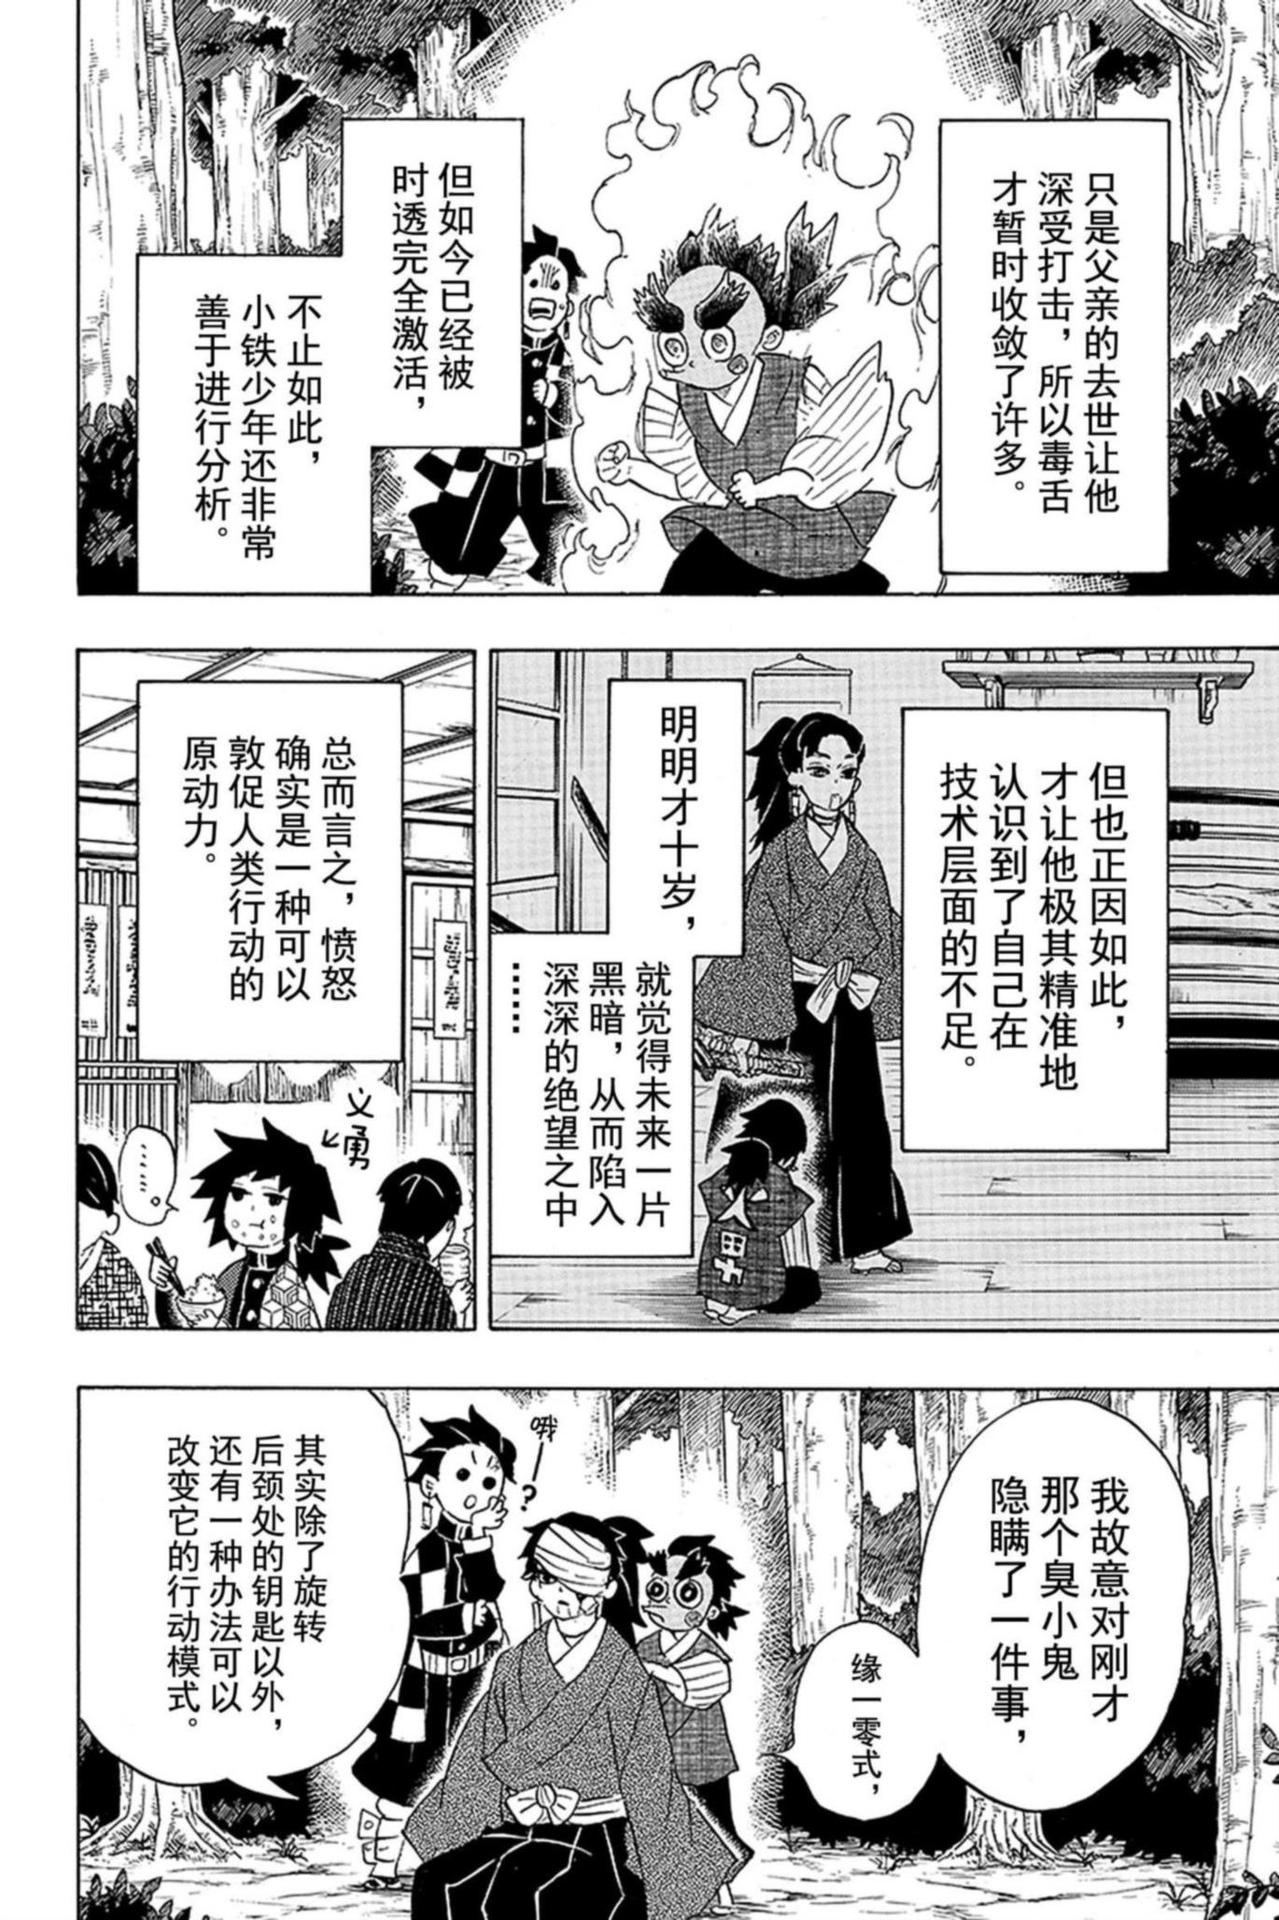 只是父亲的去世让他
深受打击，所以毒舌
才暂时收敛了许多。
但如今已经被
时透完全激活，
不止如此，
小铁少年还非常
善于进行分析。
但也正因如此，
才让他极其精准地
认识到了自己在
技术层面的不足。
明明才十岁，
就觉得未来一片
黑暗，从而陷入
深深的绝望之中
……
总而言之，愤怒
确实是一种可以
敦促人类行动的
原动力。
义勇
……。
我故意对刚才
那个臭小鬼
隐瞒了一件事，
缘一零式，
哦—?
其实除了旋转
后颈处的钥匙以外，
还有一种办法可以
改变它的行动模式。